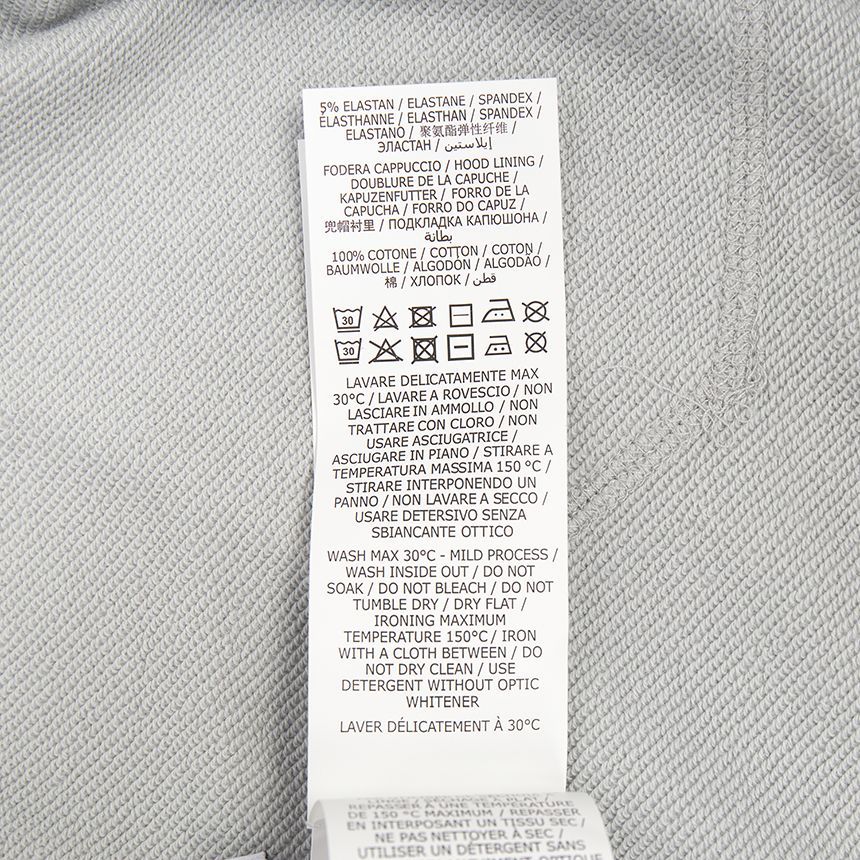 5% ELASTAN / ELASTANE / SPANDEX /
ELASTHANNE / ELASTHAN / SPANDEX /
ELASTANO / 聚氨酯弹性纤维 /
ЭЛАСТАН / إيلاستين
FODERA CAPPUCCIO / HOOD LINING /
DOUBLURE DE LA CAPUCHE /
KAPUZENFUTTER / FORRO DE LA
CAPUCHA / FORRO DO CAPUZ /
兜帽衬里 / ПОДКЛАДКА КАПЮШОНА /
بطانة
100% COTONE / COTTON / COTON /
BAUMWOLLE / ALGODÓN / ALGODÃO /
棉 / ХЛОПОК / قطن
30
30
LAVARE DELICATAMENTE MAX
30°C / LAVARE A ROVESCIO / NON
LASCIARE IN AMMOLLO / NON
TRATTARE CON CLORO / NON
USARE ASCIUGATRICE /
ASCIUGARE IN PIANO / STIRARE A
TEMPERATURA MASSIMA 150 °C /
STIRARE INTERPONENDO UN
PANNO / NON LAVARE A SECCO /
USARE DETERSIVO SENZA
SBIANCANTE OTTICO
WASH MAX 30°C - MILD PROCESS /
WASH INSIDE OUT / DO NOT
SOAK / DO NOT BLEACH / DO NOT
TUMBLE DRY / DRY FLAT /
IRONING MAXIMUM
TEMPERATURE 150°C / IRON
WITH A CLOTH BETWEEN / DO
NOT DRY CLEAN / USE
DETERGENT WITHOUT OPTIC
WHITENER
LAVER DÉLICATEMENT À 30°C
REPASSER À UNE TEMPÉRATURE
DE 150 °C MAXIMUM / REPASSER
EN INTERPOSANT UN TISSU SEC /
NE PAS NETTOYER À SEC /
UTILISER UN DÉTERGENT SANS